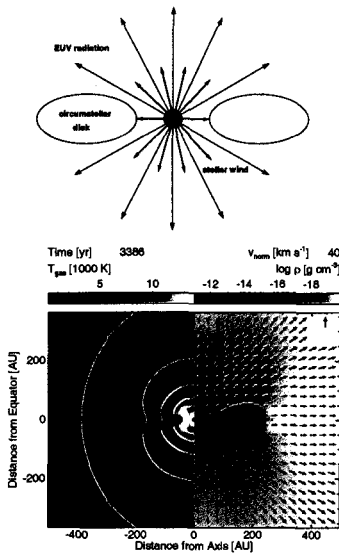 EUV radiation
circumstellar
disk
stellar wind
Time [yr] 3386 v_norm [km s⁻¹] 40
T_gas [1000 K] log ρ [g cm⁻³]
5 10 -12 -14 -16 -18
200
0
-200
Distance from Equator [AU]
-400 -200 0 200 400
Distance from Axis [AU]